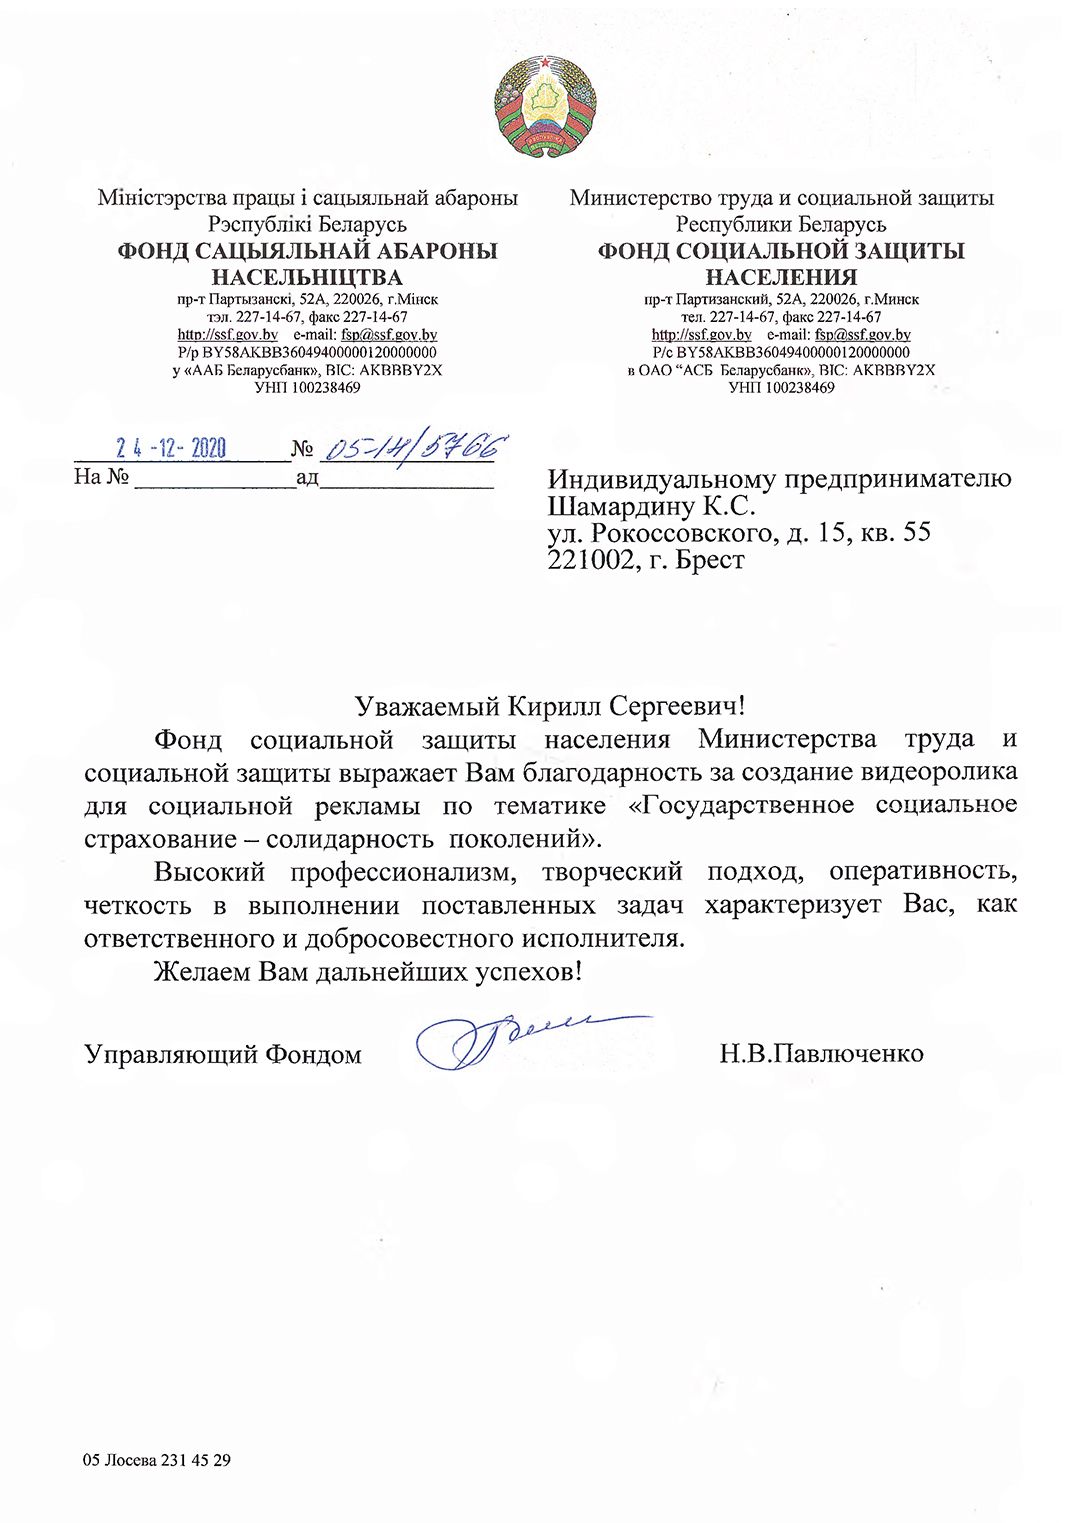 Міністэрства працы і сацыяльнай абароны
Рэспублікі Беларусь
ФОНД САЦЫЯЛЬНАЙ АБАРОНЫ
НАСЕЛЬНІЦТВА
пр-т Партызанскі, 52А, 220026, г.Мінск
тэл. 227-14-67, факс 227-14-67
http://ssf.gov.by e-mail: fsp@ssf.gov.by
Р/р BY58AKBB36049400000120000000
у «ААБ Беларусбанк», BIC: AKBBBY2X
УНП 100238469
Министерство труда и социальной защиты
Республики Беларусь
ФОНД СОЦИАЛЬНОЙ ЗАЩИТЫ
НАСЕЛЕНИЯ
пр-т Партизанский, 52А, 220026, г.Минск
тел. 227-14-67, факс 227-14-67
http://ssf.gov.by e-mail: fsp@ssf.gov.by
Р/с BY58AKBB36049400000120000000
в ОАО “АСБ Беларусбанк», BIC: AKBBBY2X
УНП 100238469
24-12-2020 № 05-14/5766
На № ад
Индивидуальному предпринимателю
Шамардину К.С.
ул. Рокоссовского, д. 15, кв. 55
221002, г. Брест
Уважаемый Кирилл Сергеевич!
Фонд социальной защиты населения Министерства труда и
социальной защиты выражает Вам благодарность за создание видеоролика
для социальной рекламы по тематике «Государственное социальное
страхование – солидарность поколений».
Высокий профессионализм, творческий подход, оперативность,
четкость в выполнении поставленных задач характеризует Вас, как
ответственного и добросовестного исполнителя.
Желаем Вам дальнейших успехов!
Управляющий Фондом Н.В.Павлюченко
05 Лосева 231 45 29